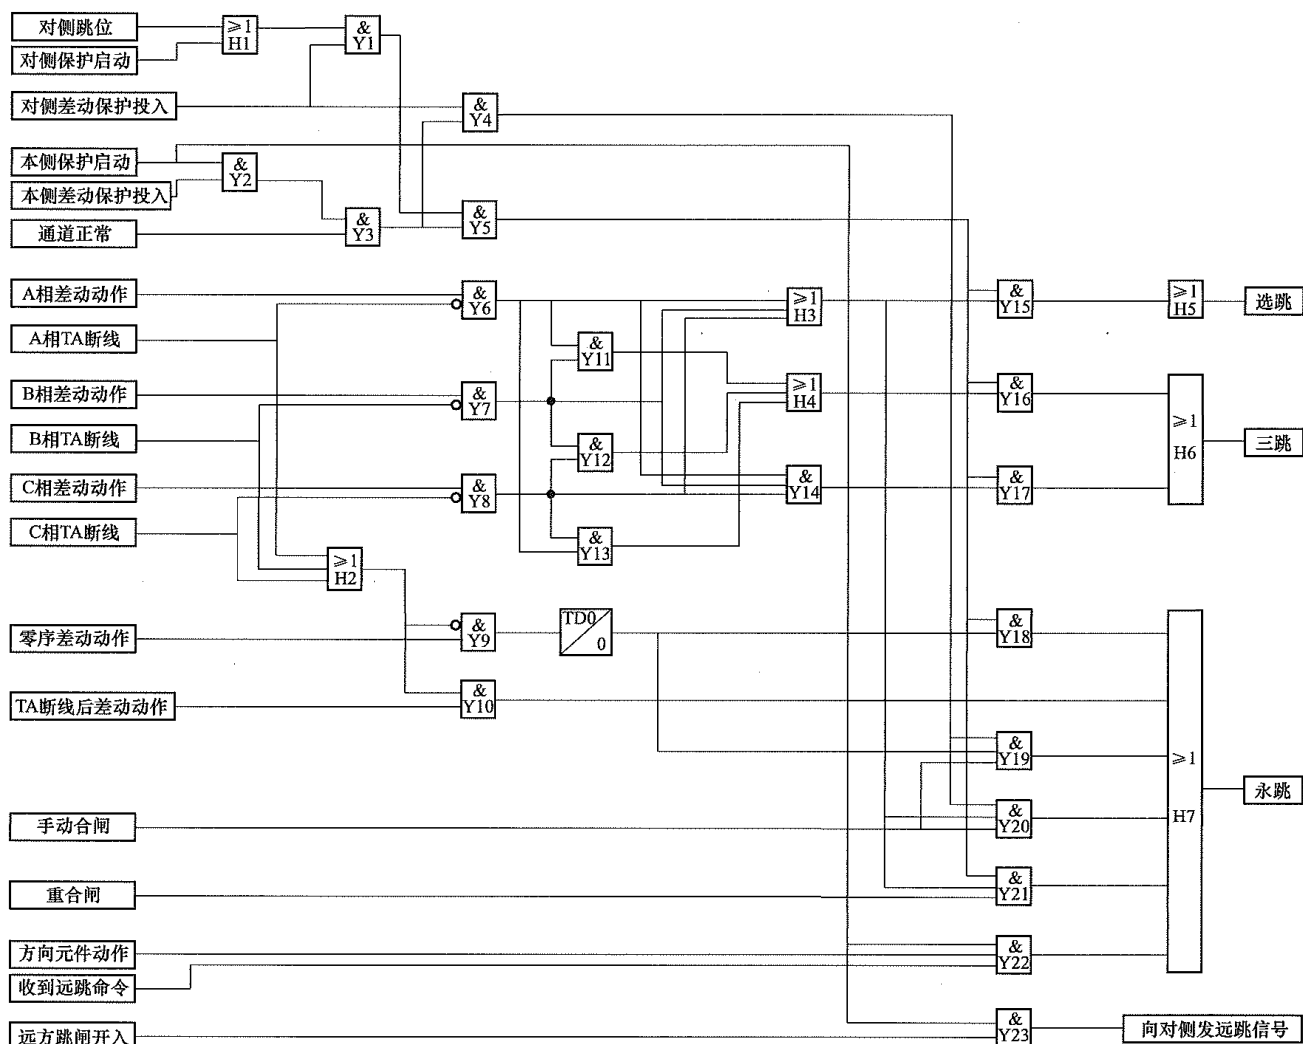 对侧跳位
≥1
H1
&
Y1
对侧保护启动
对侧差动保护投入
&
Y4
本侧保护启动
&
Y2
本侧差动保护投入
&
Y3
&
Y5
通道正常
A相差动动作
&
Y6
≥1
H3
&
Y15
≥1
H5
选跳
A相TA断线
&
Y11
B相差动动作
&
Y7
≥1
H4
&
Y16
B相TA断线
&
Y12
≥1
H6
三跳
C相差动动作
&
Y8
&
Y14
&
Y17
C相TA断线
≥1
H2
&
Y13
零序差动动作
&
Y9
TD0
0
&
Y18
TA断线后差动动作
&
Y10
&
Y19
≥1
H7
永跳
手动合闸
&
Y20
重合闸
&
Y21
方向元件动作
&
Y22
收到远跳命令
远方跳闸开入
&
Y23
向对侧发远跳信号